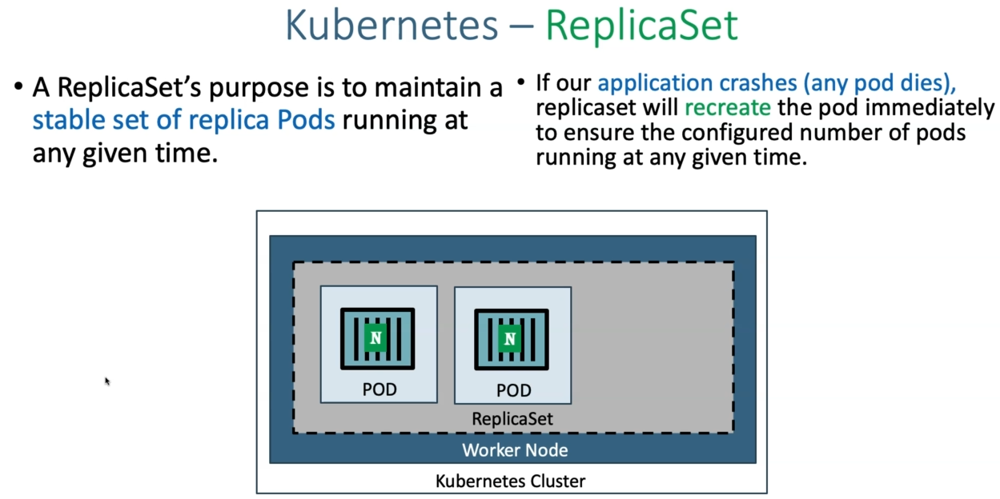 Kubernetes – ReplicaSet
• A ReplicaSet's purpose is to maintain a
stable set of replica Pods running at
any given time.
• If our application crashes (any pod dies),
replicaset will recreate the pod immediately
to ensure the configured number of pods
running at any given time.
N
N
POD
POD
ReplicaSet
Worker Node
Kubernetes Cluster